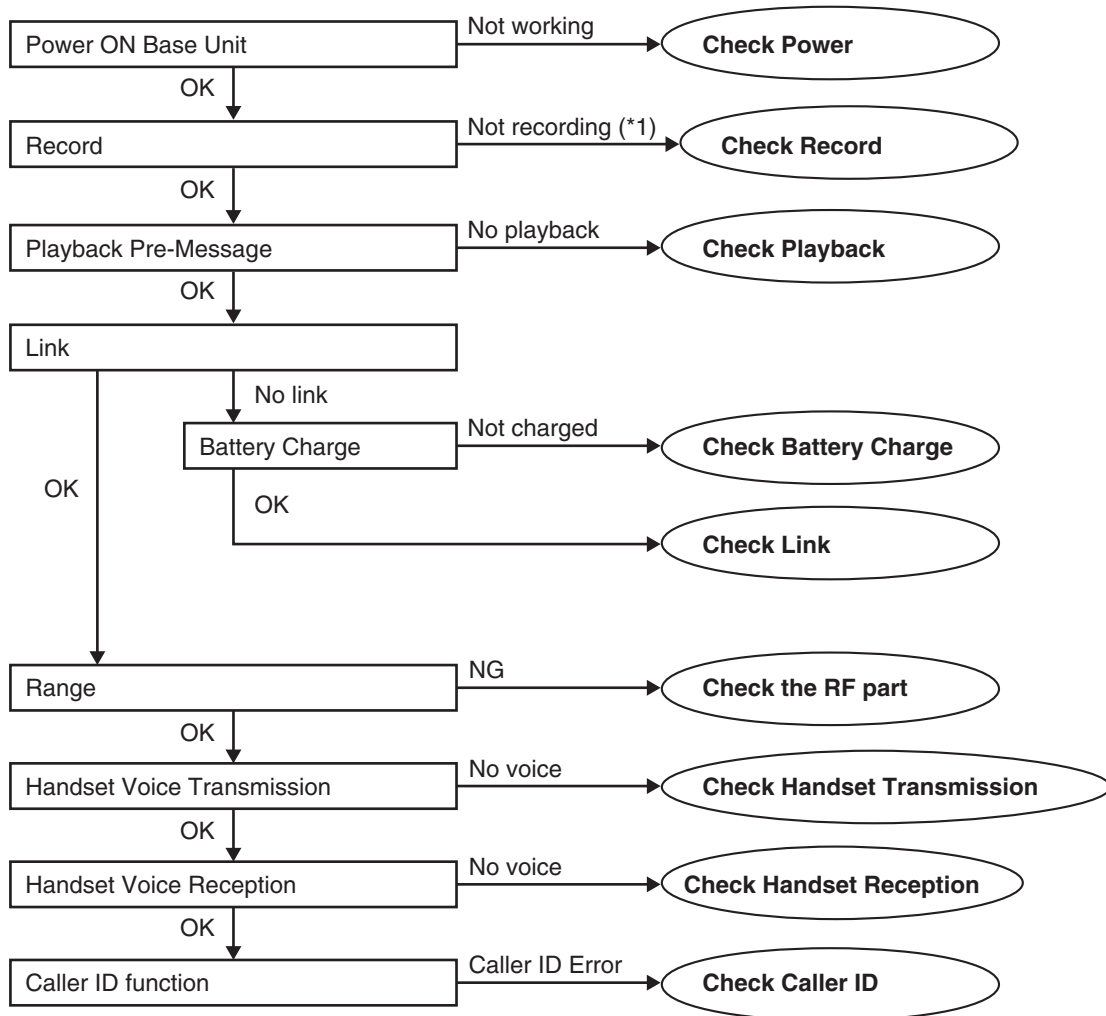 Power ON Base Unit
Not working
Check Power
OK
Record
Not recording (*1)
Check Record
OK
Playback Pre-Message
No playback
Check Playback
OK
Link
No link
Battery Charge
Not charged
Check Battery Charge
OK
OK
Check Link
Range
NG
Check the RF part
OK
Handset Voice Transmission
No voice
Check Handset Transmission
OK
Handset Voice Reception
No voice
Check Handset Reception
OK
Caller ID function
Caller ID Error
Check Caller ID